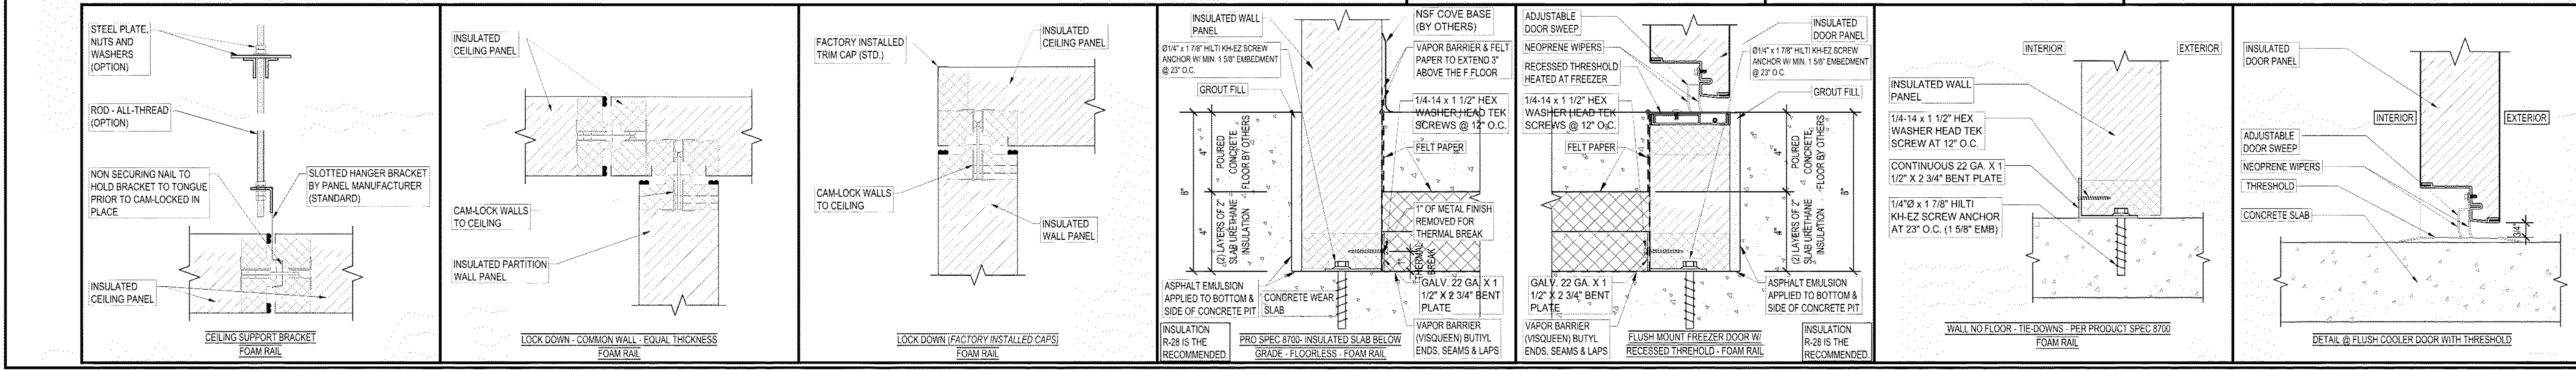 STEEL PLATE,
NUTS AND
WASHERS
(OPTION)
ROD - ALL-THREAD
(OPTION)
NON SECURING NAIL TO
HOLD BRACKET TO TONGUE
PRIOR TO CAM-LOCKED IN
PLACE
SLOTTED HANGER BRACKET
BY PANEL MANUFACTURER
(STANDARD)
INSULATED
CEILING PANEL
CEILING SUPPORT BRACKET
FOAM RAIL
INSULATED
CEILING PANEL
CAM-LOCK WALLS
TO CEILING
INSULATED PARTITION
WALL PANEL
LOCK DOWN - COMMON WALL - EQUAL THICKNESS
FOAM RAIL
FACTORY INSTALLED
TRIM CAP (STD.)
INSULATED
CEILING PANEL
CAM-LOCK WALLS
TO CEILING
INSULATED
WALL PANEL
LOCK DOWN (FACTORY INSTALLED CAPS)
FOAM RAIL
INSULATED WALL
PANEL
Ø1/4" x 1 7/8" HILTI KH-EZ SCREW
ANCHOR W/ MIN. 1 5/8" EMBEDMENT
@ 23" O.C.
GROUT FILL
NSF COVE BASE
(BY OTHERS)
VAPOR BARRIER & FELT
PAPER TO EXTEND 3"
ABOVE THE F.FLOOR
1/4-14 x 1 1/2" HEX
WASHER HEAD TEK
SCREWS @ 12" O.C.
FELT PAPER
8"
4"
POURED
CONCRETE
FLOOR BY OTHERS
4"
(2) LAYERS OF 2"
SLAB URETHANE
INSULATION
1" OF METAL FINISH
REMOVED FOR
THERMAL BREAK
1"
THERMAL
BREAK
ASPHALT EMULSION
APPLIED TO BOTTOM &
SIDE OF CONCRETE PIT
CONCRETE WEAR
SLAB
GALV. 22 GA. X 1
1/2" X 2 3/4" BENT
PLATE
INSULATION
R-28 IS THE
RECOMMENDED.
VAPOR BARRIER
(VISQUEEN) BUTYL
ENDS, SEAMS & LAPS
PRO SPEC 8700- INSULATED SLAB BELOW
GRADE - FLOORLESS - FOAM RAIL
ADJUSTABLE
DOOR SWEEP
NEOPRENE WIPERS
RECESSED THRESHOLD
HEATED AT FREEZER
1/4-14 x 1 1/2" HEX
WASHER HEAD TEK
SCREWS @ 12" O.C.
FELT PAPER
INSULATED
DOOR PANEL
Ø1/4" x 1 7/8" HILTI KH-EZ SCREW
ANCHOR W/ MIN. 1 5/8" EMBEDMENT
@ 23" O.C.
GROUT FILL
4"
POURED
CONCRETE
FLOOR BY OTHERS
4"
(2) LAYERS OF 2"
SLAB URETHANE
INSULATION
8"
GALV. 22 GA. X 1
1/2" X 2 3/4" BENT
PLATE
ASPHALT EMULSION
APPLIED TO BOTTOM &
SIDE OF CONCRETE PIT
VAPOR BARRIER
(VISQUEEN) BUTYL
ENDS, SEAMS & LAPS
INSULATION
R-28 IS THE
RECOMMENDED.
FLUSH MOUNT FREEZER DOOR W/
RECESSED THREHOLD - FOAM RAIL
INTERIOR
EXTERIOR
INSULATED WALL
PANEL
1/4-14 x 1 1/2" HEX
WASHER HEAD TEK
SCREW AT 12" O.C.
CONTINUOUS 22 GA. X 1
1/2" X 2 3/4" BENT PLATE
1/4"Ø x 1 7/8" HILTI
KH-EZ SCREW ANCHOR
AT 23" O.C. (1 5/8" EMB)
WALL NO FLOOR - TIE-DOWNS - PER PRODUCT SPEC 8700
FOAM RAIL
INSULATED
DOOR PANEL
INTERIOR
EXTERIOR
ADJUSTABLE
DOOR SWEEP
NEOPRENE WIPERS
THRESHOLD
CONCRETE SLAB
3/4"
DETAIL @ FLUSH COOLER DOOR WITH THRESHOLD